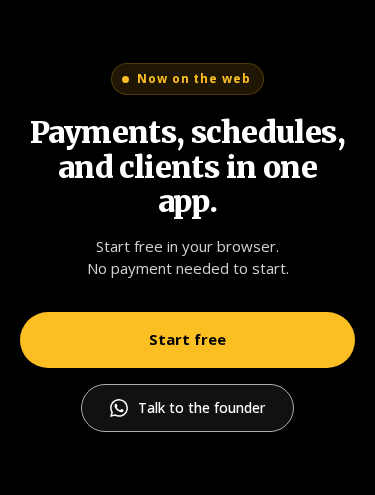 Now on the web
Payments, schedules,
and clients in one
app.
Start free in your browser.
No payment needed to start.
Start free
Talk to the founder